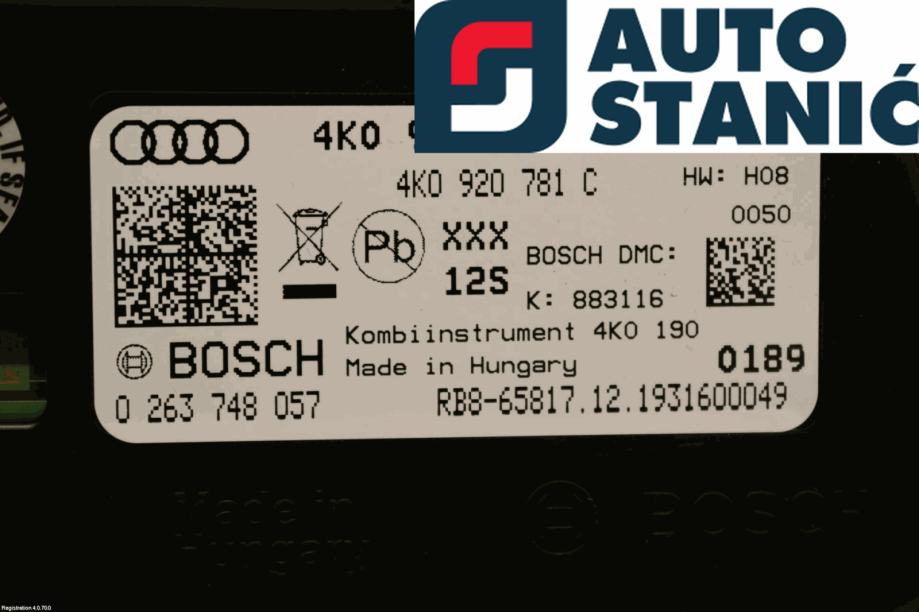 AUTO
STANIĆ
4K0
4K0 920 781 C
HW: H08
0050
Pb
XXX
12S
BOSCH DMC:
K: 883116
Kombiinstrument 4K0 190
BOSCH
Made in Hungary
0189
0 263 748 057
RB8-65817.12.1931600049
Made in
Hungary
BOSCH
Registration 4.0.70.0